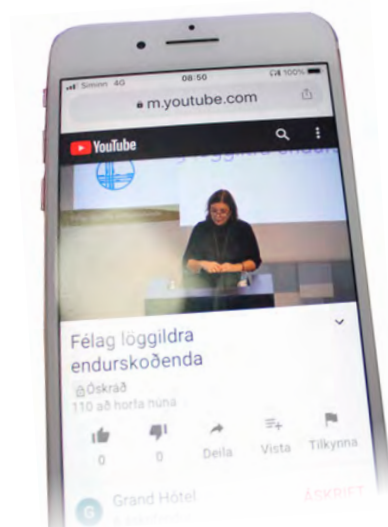 Síminn 4G
08:50
100%
m.youtube.com
YouTube
Félag löggildra
endurskoðenda
Óskráð
110 að horfa núna
0
0
Deila
Vista
Tilkynna
G
Grand Hótel
ÁSKRIFT